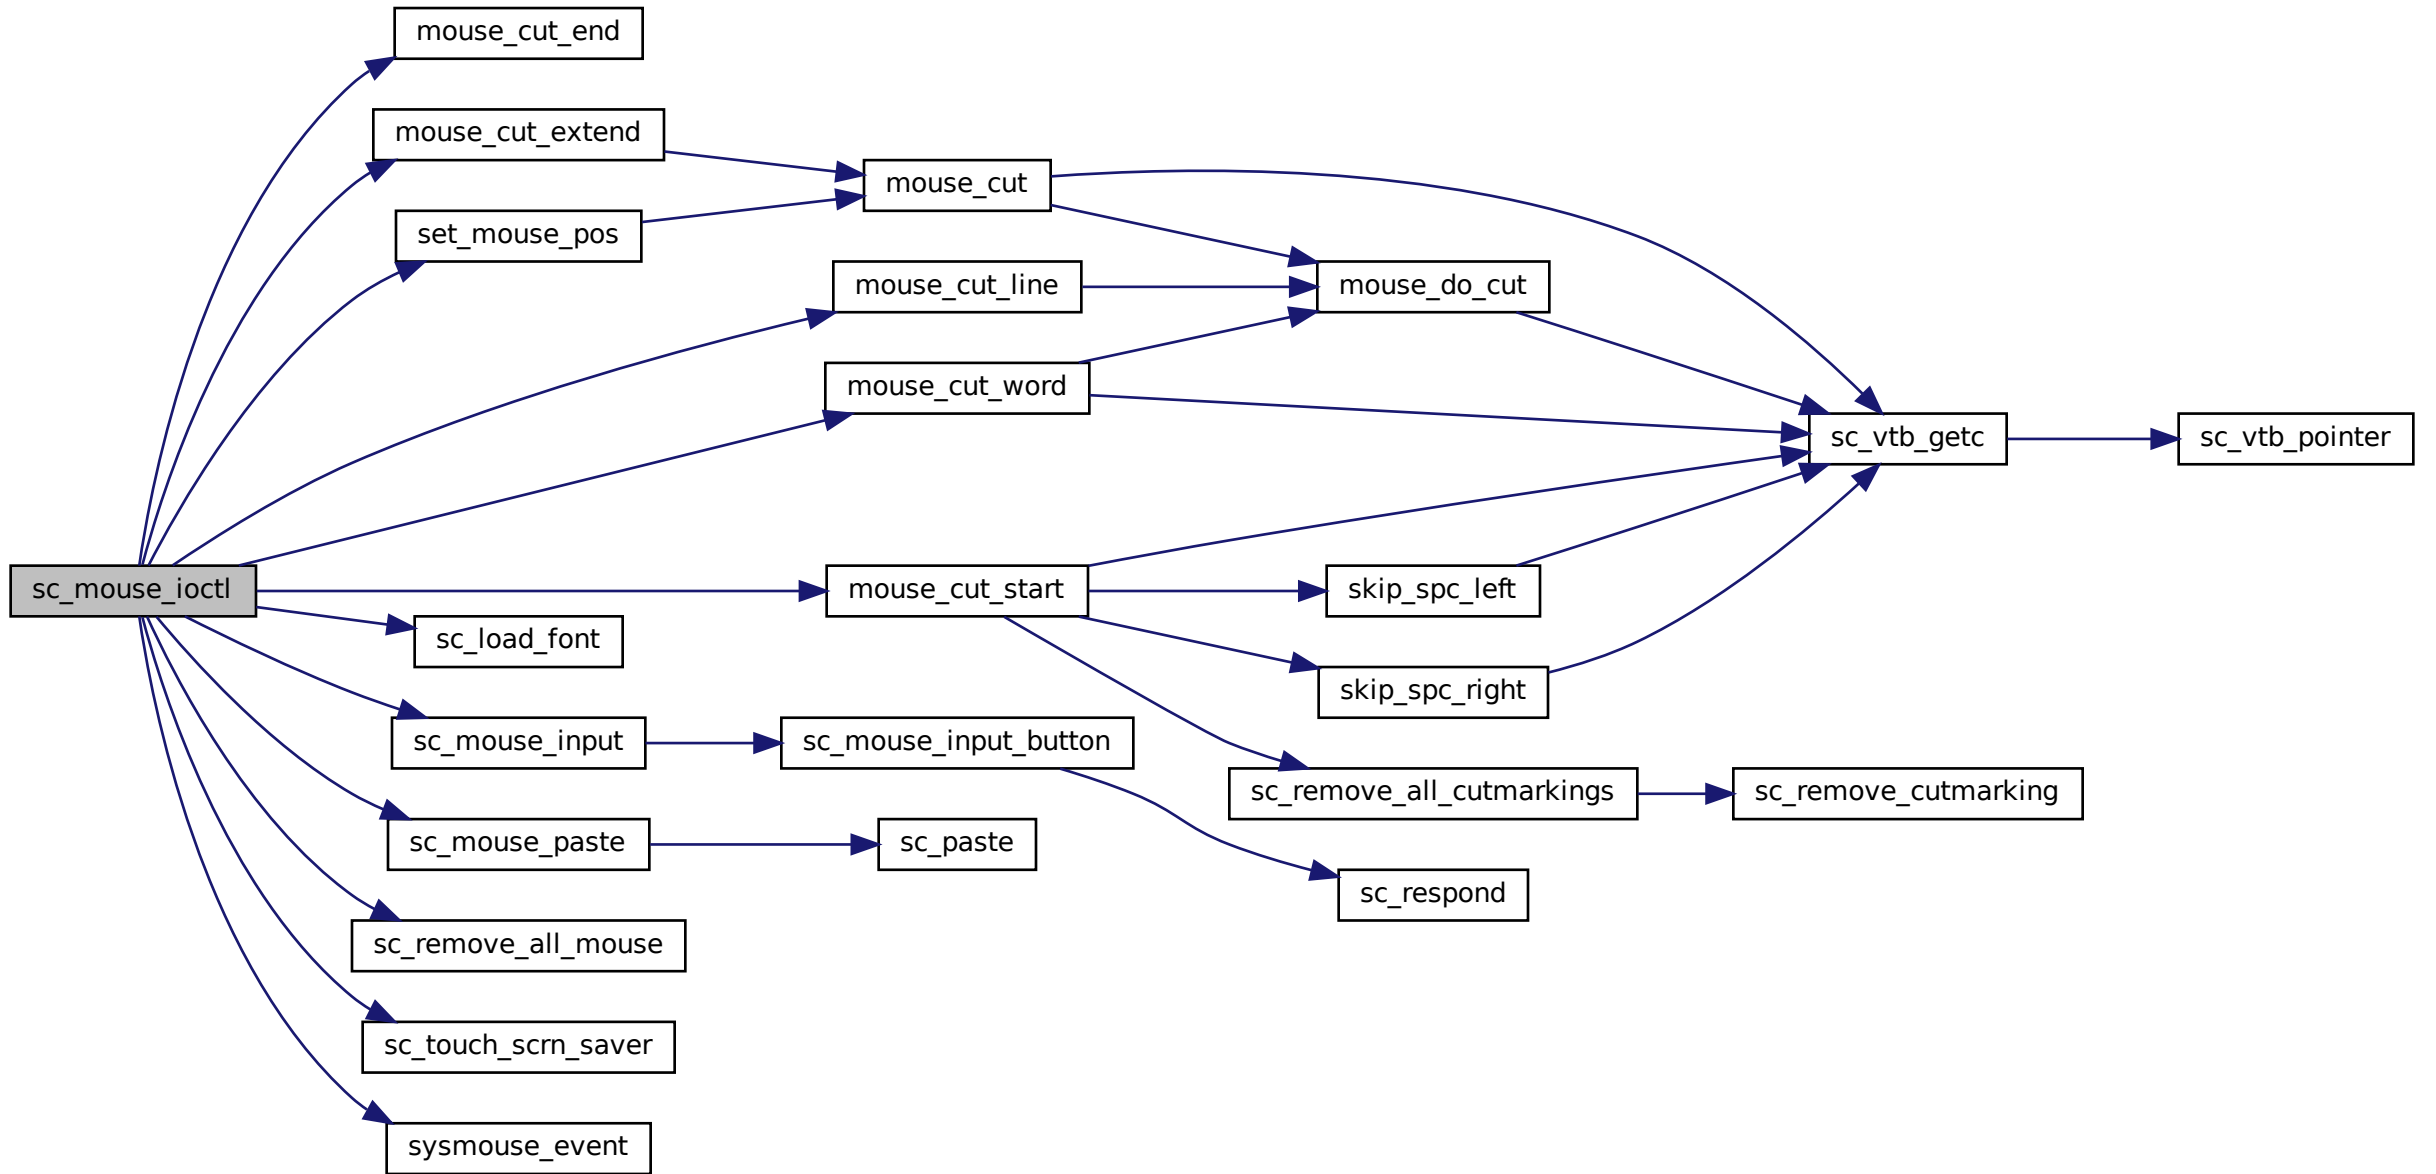 mouse_cut_end
mouse_cut_extend
mouse_cut
set_mouse_pos
mouse_cut_line
mouse_do_cut
mouse_cut_word
sc_vtb_getc
sc_vtb_pointer
sc_mouse_ioctl
mouse_cut_start
skip_spc_left
sc_load_font
skip_spc_right
sc_mouse_input
sc_mouse_input_button
sc_remove_all_cutmarkings
sc_remove_cutmarking
sc_mouse_paste
sc_paste
sc_respond
sc_remove_all_mouse
sc_touch_scrn_saver
sysmouse_event